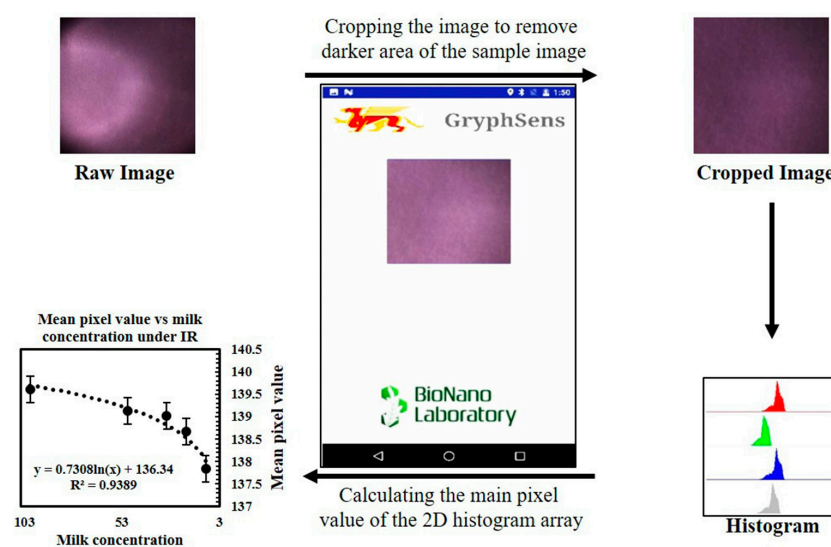 Cropping the image to remove
darker area of the sample image
Raw Image
1:50
GryphSens
Cropped Image
BioNano
Laboratory
Mean pixel value vs milk
concentration under IR
140.5
140
139.5
139
138.5
138
137.5
137
Mean pixel value
y = 0.7308ln(x) + 136.34
R² = 0.9389
103
53
3
Milk concentration
Calculating the main pixel
value of the 2D histogram array
Histogram